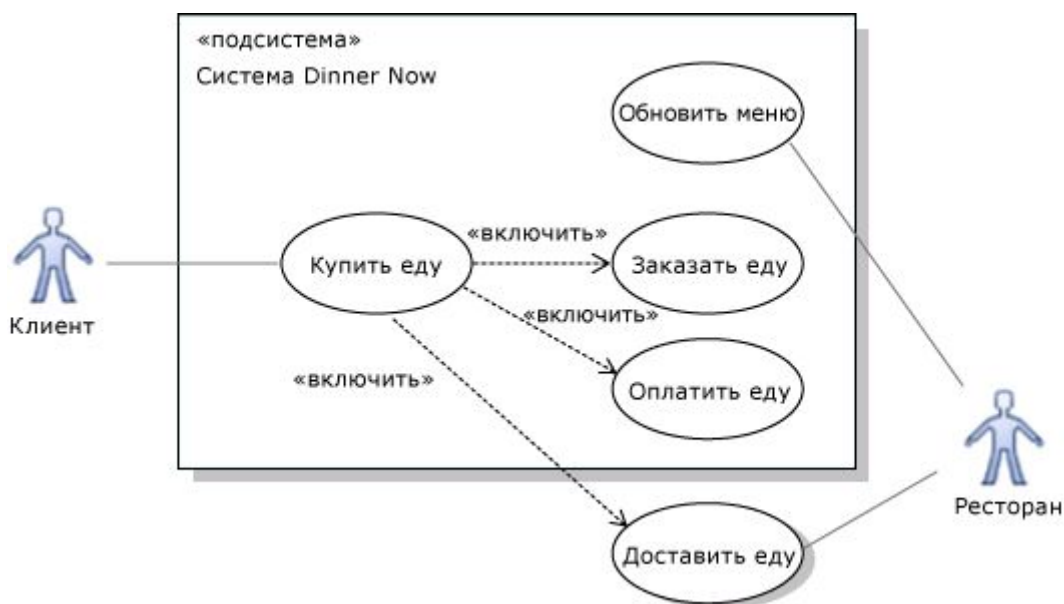 «подсистема»
Система Dinner Now
Обновить меню
«включить»
Купить еду
Заказать еду
«включить»
Клиент
«включить»
Оплатить еду
Ресторан
Доставить еду